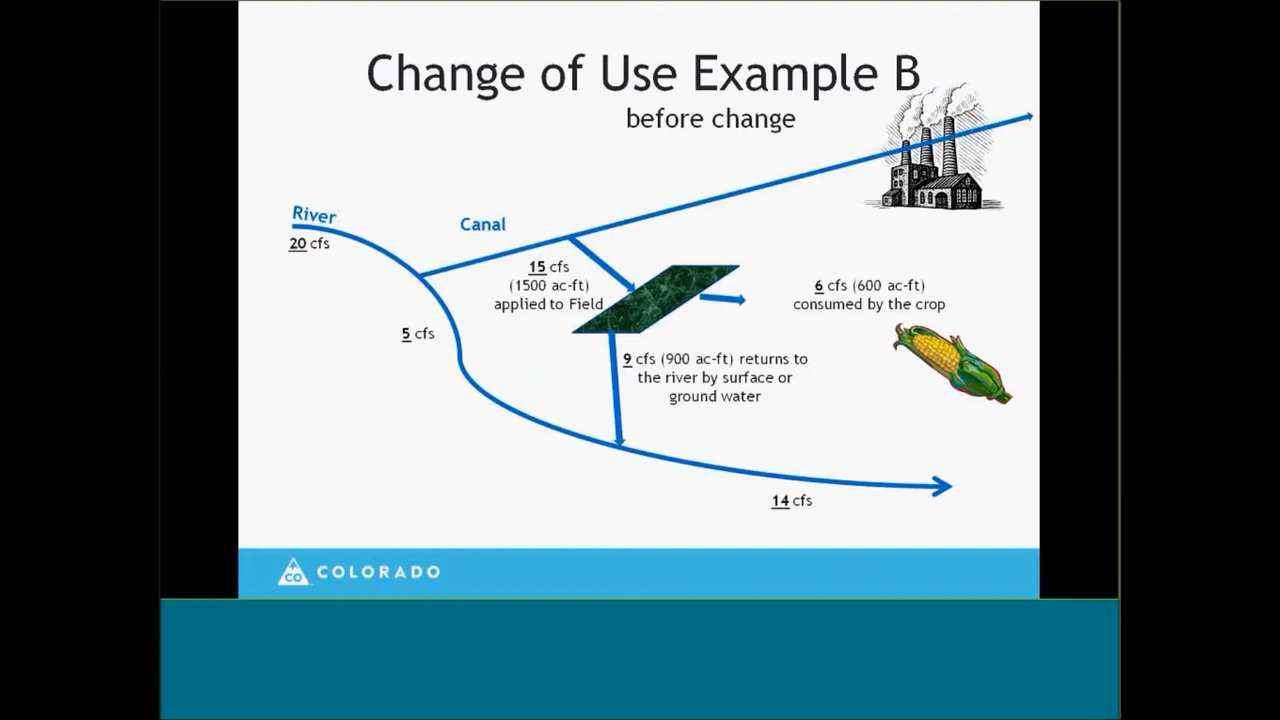 Change of Use Example B
before change
River
20 cfs
Canal
15 cfs
(1500 ac-ft)
applied to Field
6 cfs (600 ac-ft)
consumed by the crop
5 cfs
9 cfs (900 ac-ft) returns to
the river by surface or
ground water
14 cfs
CO
COLORADO